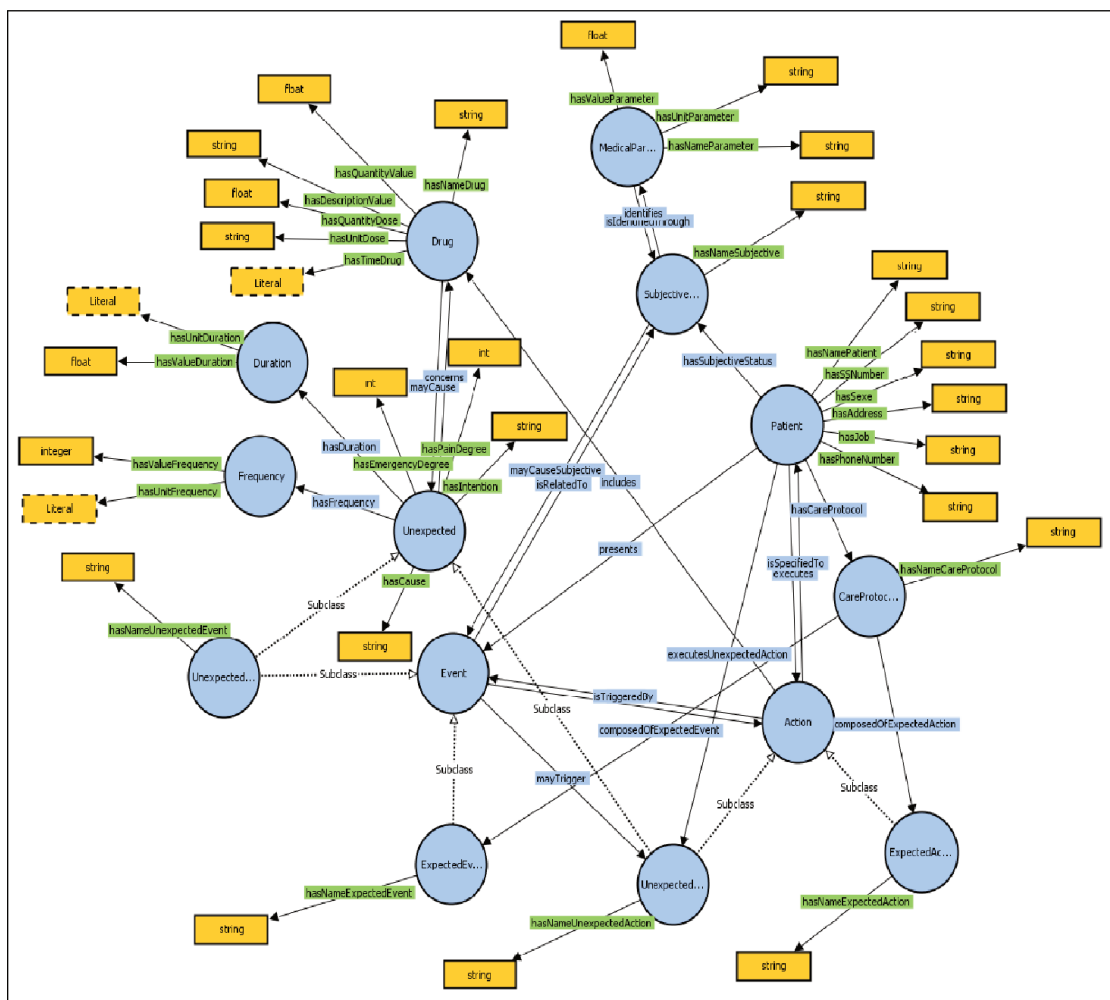 float
string
hasValueParameter
hasUnitParameter
MedicalPar...
hasNameParameter
string
float
string
string
hasQuantityValue
hasNameDrug
hasDescriptionValue
float
hasQuantityDose
string
hasUnitDose
Drug
hasTimeDrug
Literal
identifies
string
hasNameSubjective
Subjective...
string
string
Literal
hasUnitDuration
float
hasValueDuration
Duration
int
int
concerns
mayCause
hasSubjectiveStatus
hasNamePatient
hasSSNumber
string
hasSexe
hasAddress
string
Patient
hasJob
string
hasPhoneNumber
string
string
hasDuration
hasPainDegree
hasEmergencyDegree
hasIntention
integer
hasValueFrequency
Frequency
hasUnitFrequency
Literal
hasFrequency
Unexpected
mayCauseSubjective
isRelatedTo
includes
hasCareProtocol
string
hasNameCareProtocol
presents
isSpecifiedTo
executes
CareProtoc...
string
hasCause
Subclass
hasNameUnexpectedEvent
string
Unexpected...
Subclass
Event
executesUnexpectedAction
isTriggeredBy
Subclass
composedOfExpectedEvent
Action
composedOfExpectedAction
Subclass
mayTrigger
Subclass
Subclass
ExpectedEv...
Unexpected...
ExpectedAc...
hasNameExpectedEvent
hasNameUnexpectedAction
hasNameExpectedAction
string
string
string